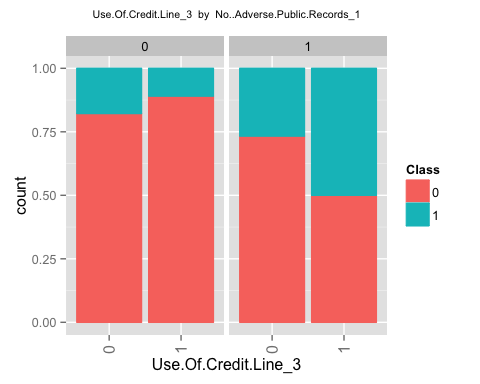 Use.Of.Credit.Line_3 by No..Adverse.Public.Records_1
0 1
1.00
0.75
0.50
0.25
0.00
count
0 1 0 1
Use.Of.Credit.Line_3
Class
0
1